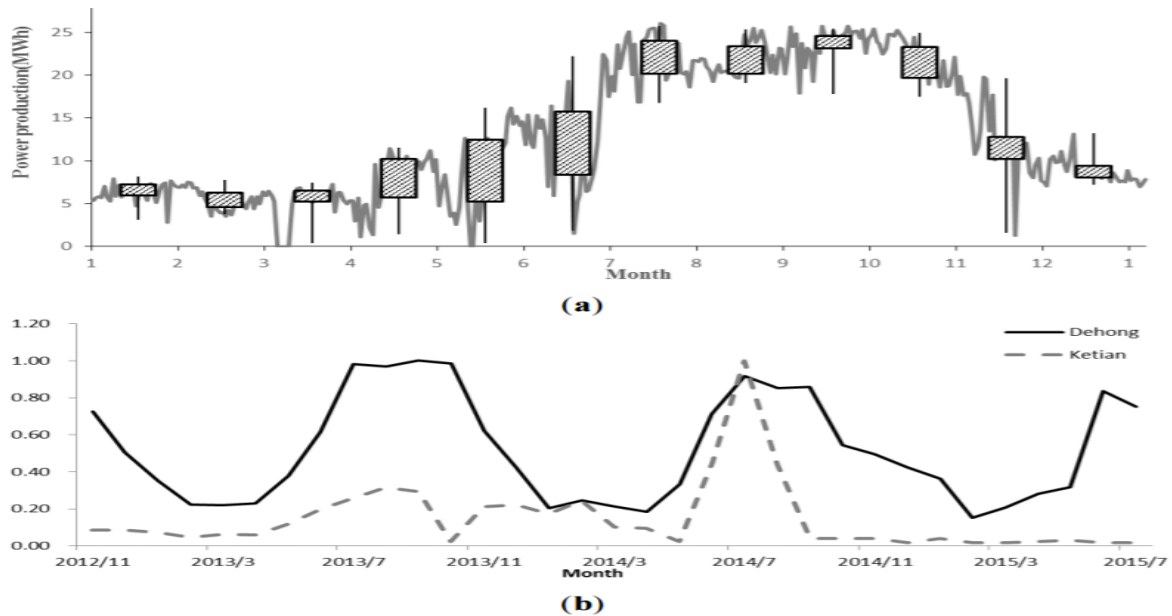 Power production(MWh)
25
20
15
10
5
0
1 2 3 4 5 6 7 8 9 10 11 12 1
Month
(a)
1.20
1.00
0.80
0.60
0.40
0.20
0.00
Dehong
Ketian
2012/11 2013/3 2013/7 2013/11 2014/3 2014/7 2014/11 2015/3 2015/7
Month
(b)